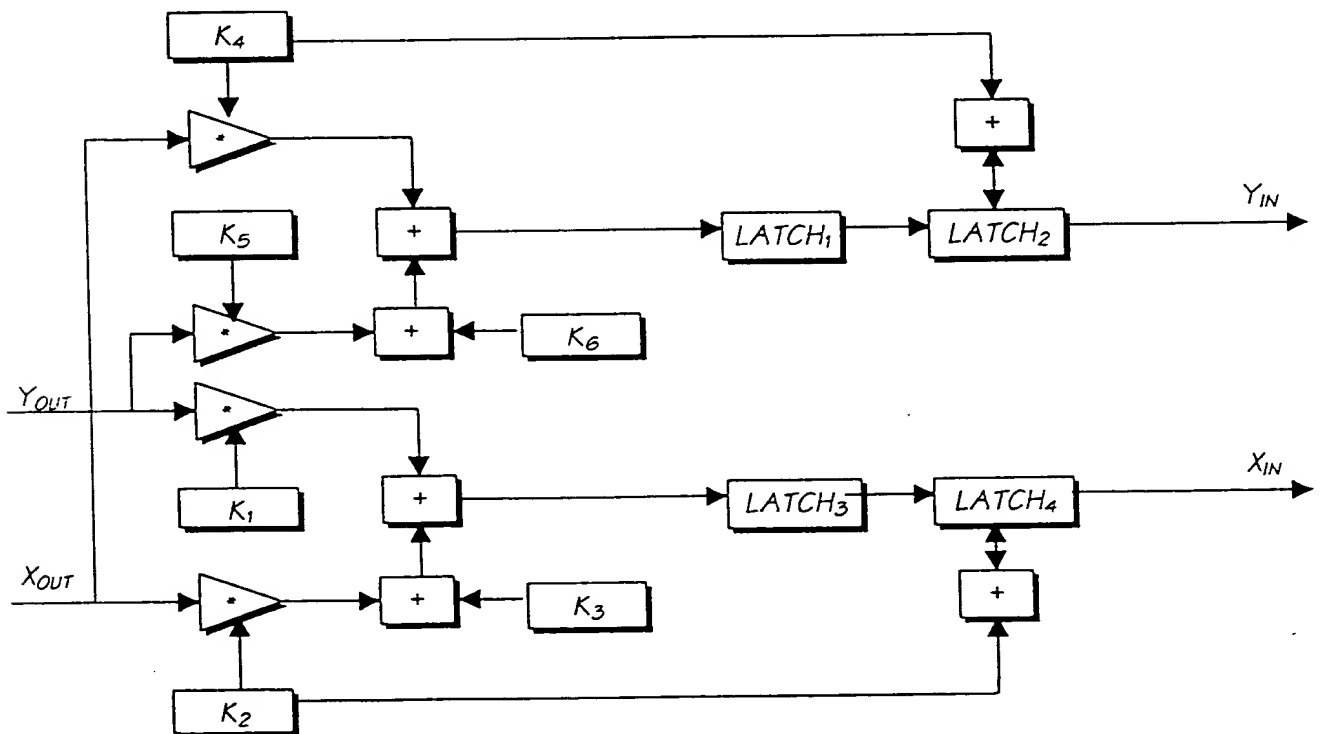 K4
*
+
K5
+
LATCH1
LATCH2
YIN
*
+
K6
YOUT
*
K1
+
LATCH3
LATCH4
XIN
XOUT
*
+
K3
+
K2